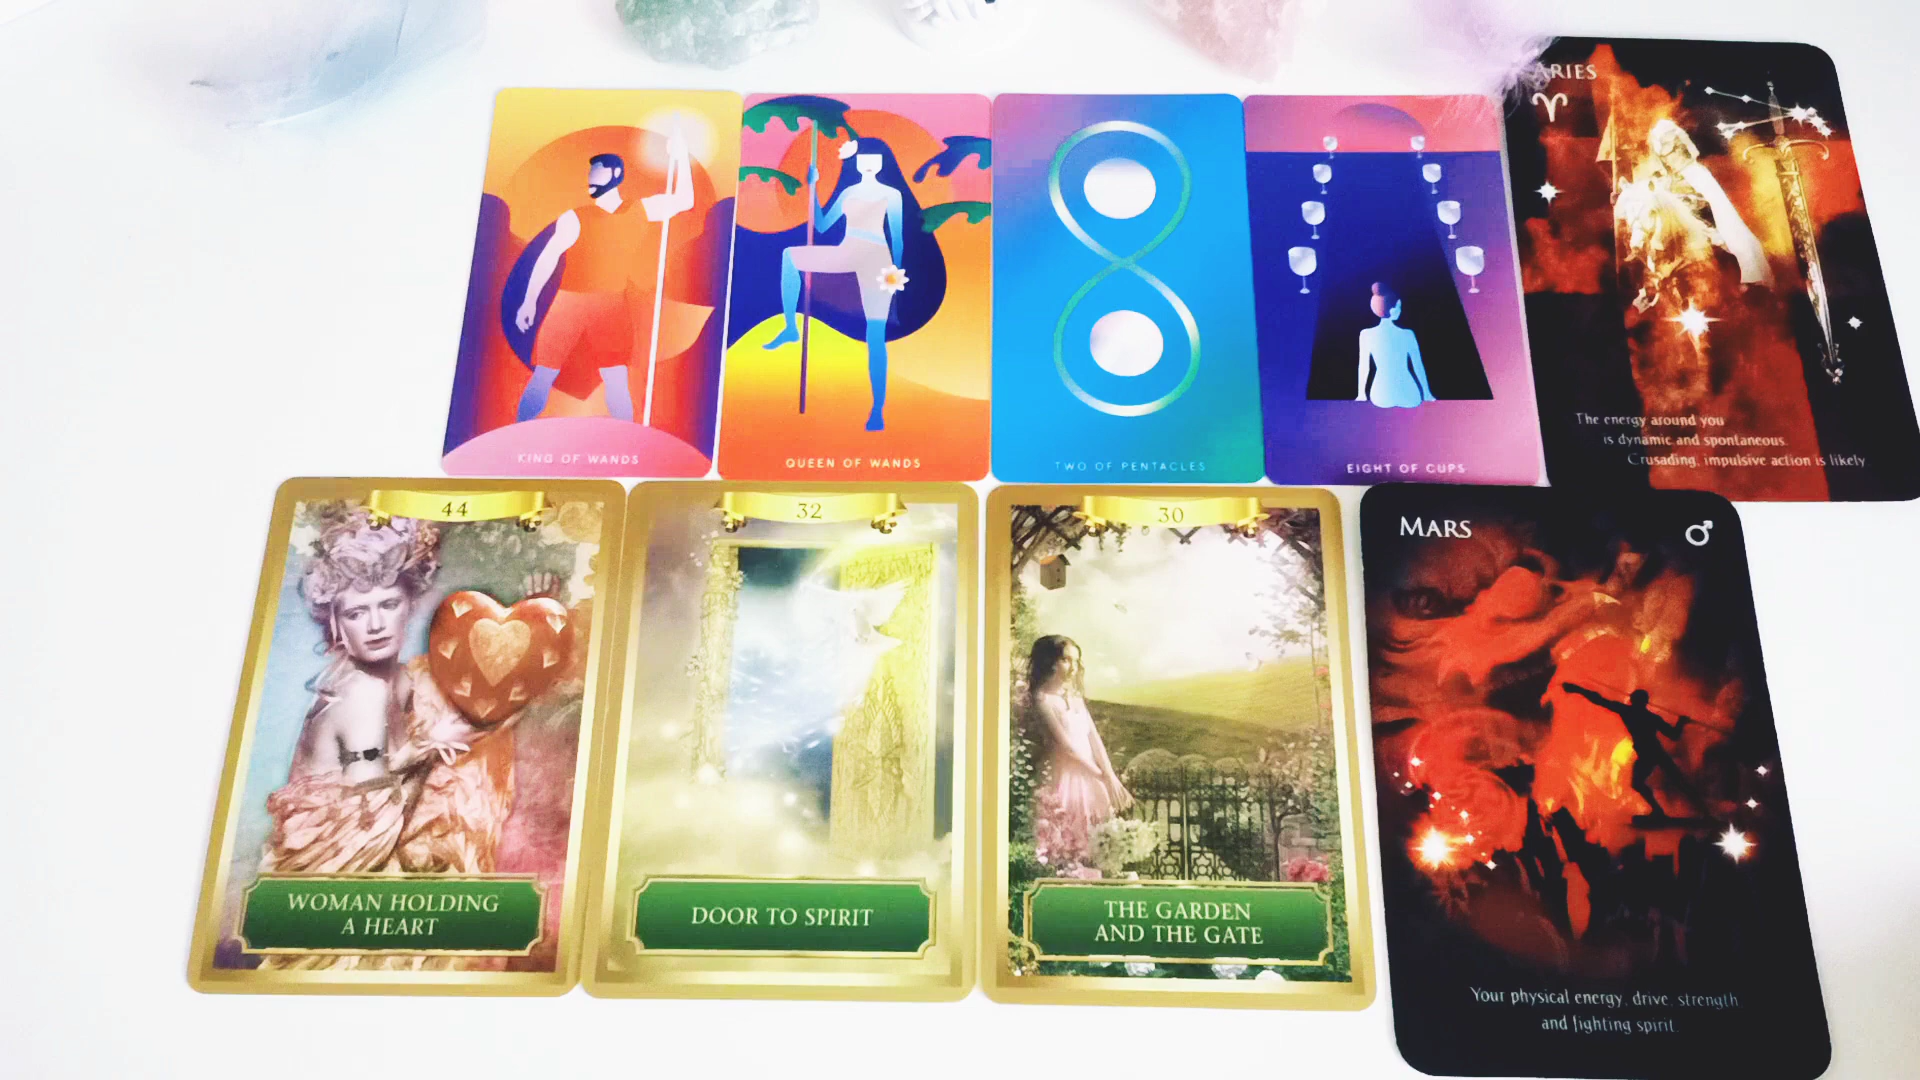 KING OF WANDS
QUEEN OF WANDS
TWO OF PENTACLES
EIGHT OF CUPS
ARIES
The energy around you
is dynamic and spontaneous.
Crusading, impulsive action is likely
44
WOMAN HOLDING
A HEART
32
DOOR TO SPIRIT
30
THE GARDEN
AND THE GATE
MARS
Your physical energy, drive, strength
and fighting spirit.